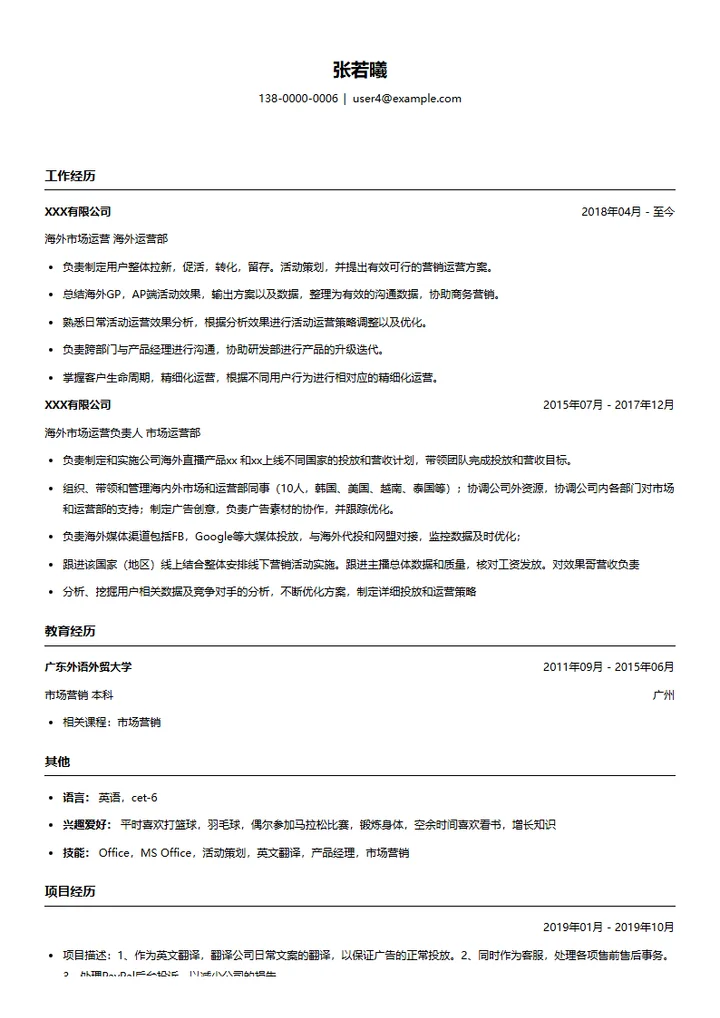 张若曦
138-0000-0006 | user4@example.com
工作经历
XXX有限公司 2018年04月 - 至今
海外市场运营 海外运营部
• 负责制定用户整体拉新，促活，转化，留存。活动策划，并提出有效可行的营销运营方案。
• 总结海外GP，AP端活动效果，输出方案以及数据，整理为有效的沟通数据，协助商务营销。
• 熟悉日常活动运营效果分析，根据分析效果进行活动运营策略调整以及优化。
• 负责跨部门与产品经理进行沟通，协助研发部进行产品的升级迭代。
• 掌握客户生命周期，精细化运营，根据不同用户行为进行相对应的精细化运营。
XXX有限公司 2015年07月 - 2017年12月
海外市场运营负责人 市场运营部
• 负责制定和实施公司海外直播产品xx 和xx上线不同国家的投放和营收计划，带领团队完成投放和营收目标。
• 组织、带领和管理海内外市场和运营部同事（10人，韩国、美国、越南、泰国等）；协调公司外资源，协调公司内各部门对市场
和运营部的支持；制定广告创意，负责广告素材的协作，并跟踪优化。
• 负责海外媒体渠道包括FB，Google等大媒体投放，与海外代投和网盟对接，监控数据及时优化；
• 跟进该国家（地区）线上结合整体安排线下营销活动实施。跟进主播总体数据和质量，核对工资发放。对效果哥营收负责
• 分析、挖掘用户相关数据及竞争对手的分析，不断优化方案，制定详细投放和运营策略
教育经历
广东外语外贸大学 2011年09月 - 2015年06月
市场营销 本科 广州
• 相关课程：市场营销
其他
• 语言： 英语，cet-6
• 兴趣爱好： 平时喜欢打篮球，羽毛球，偶尔参加马拉松比赛，锻炼身体，空余时间喜欢看书，增长知识
• 技能： Office，MS Office，活动策划，英文翻译，产品经理，市场营销
项目经历
2019年01月 - 2019年10月
• 项目描述：1、作为英文翻译，翻译公司日常文案的翻译，以保证广告的正常投放。2、同时作为客服，处理各项售前售后事务。
3、处理PayPal后台投诉，以减少公司的损失